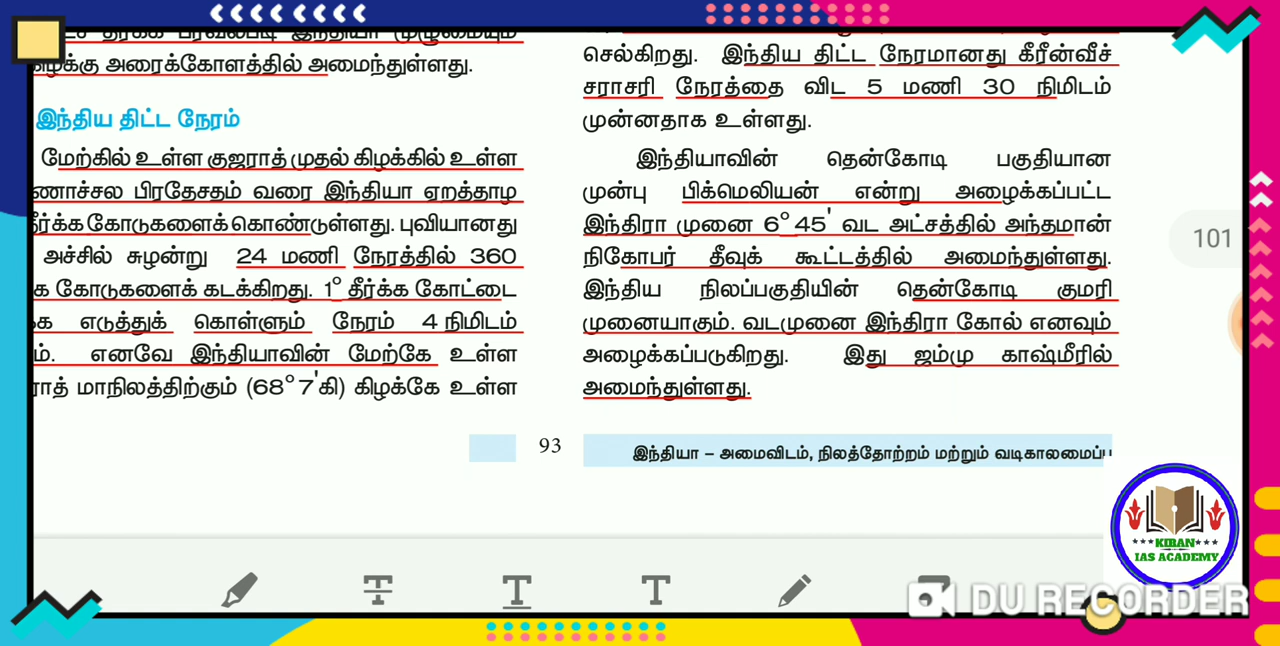 இந்தியா முழுமையும்
கிழக்கு அரைக்கோளத்தில் அமைந்துள்ளது.
இந்திய திட்ட நேரம்
மேற்கில் உள்ள குஜராத் முதல் கிழக்கில் உள்ள
ணாச்சல பிரதேசதம் வரை இந்தியா ஏறத்தாழ
தீர்க்க கோடுகளைக் கொண்டுள்ளது. புவியானது
அச்சில் சுழன்று 24 மணி நேரத்தில் 360
க கோடுகளைக் கடக்கிறது. 1° தீர்க்க கோட்டை
க்க எடுத்துக் கொள்ளும் நேரம் 4 நிமிடம்
ம். எனவே இந்தியாவின் மேற்கே உள்ள
ராத் மாநிலத்திற்கும் (68°7'கி) கிழக்கே உள்ள
93
செல்கிறது. இந்திய திட்ட நேரமானது கிரீன்வீச்
சராசரி நேரத்தை விட 5 மணி 30 நிமிடம்
முன்னதாக உள்ளது.
இந்தியாவின் தென்கோடி பகுதியான
முன்பு பிக்மெலியன் என்று அழைக்கப்பட்ட
இந்திரா முனை 6°45' வட அட்சத்தில் அந்தமான்
நிகோபர் தீவுக் கூட்டத்தில் அமைந்துள்ளது.
இந்திய நிலப்பகுதியின் தென்கோடி குமரி
முனையாகும். வடமுனை இந்திரா கோல் எனவும்
அழைக்கப்படுகிறது. இது ஜம்மு காஷ்மீரில்
அமைந்துள்ளது.
இந்தியா – அமைவிடம், நிலத்தோற்றம் மற்றும் வடிகாலமைப்பு
101
KIBAN
IAS ACADEMY
DU RECORDER